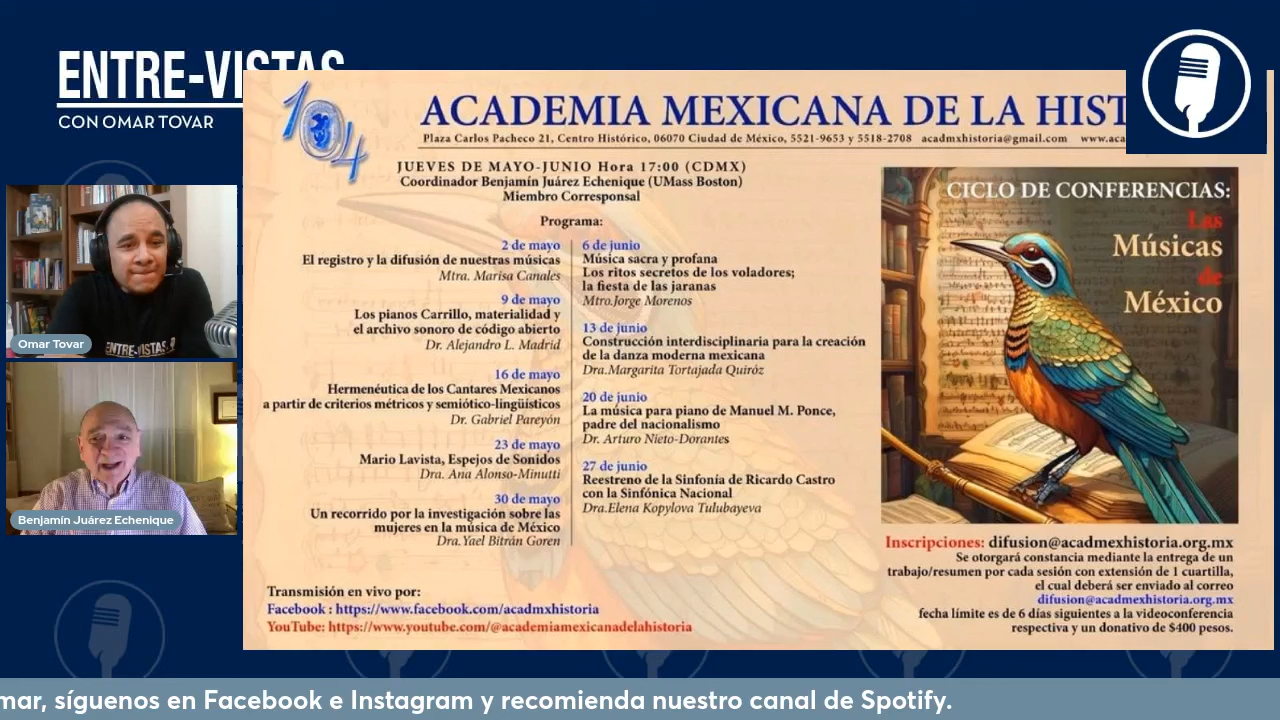 ENTRE-VISTAS
CON OMAR TOVAR
Omar Tovar
ENTRE-VISTAS
Benjamín Juárez Echenique
104
ACADEMIA MEXICANA DE LA HIST
Plaza Carlos Pacheco 21, Centro Histórico, 06070 Ciudad de México, 5521-9653 y 5518-2708 acadmxhistoria@gmail.com www.aca
JUEVES DE MAYO-JUNIO Hora 17:00 (CDMX)
Coordinador Benjamín Juárez Echenique (UMass Boston)
Miembro Corresponsal
Programa:
2 de mayo
El registro y la difusión de nuestras músicas
Mtra. Marisa Canales
9 de mayo
Los pianos Carrillo, materialidad y
el archivo sonoro de código abierto
Dr. Alejandro L. Madrid
16 de mayo
Hermenéutica de los Cantares Mexicanos
a partir de criterios métricos y semiótico-lingüísticos
Dr. Gabriel Pareyón
23 de mayo
Mario Lavista, Espejos de Sonidos
Dra. Ana Alonso-Minutti
30 de mayo
Un recorrido por la investigación sobre las
mujeres en la música de México
Dra. Yael Bitrán Goren
6 de junio
Música sacra y profana
Los ritos secretos de los voladores;
la fiesta de las jaranas
Mtro.Jorge Morenos
13 de junio
Construcción interdisciplinaria para la creación
de la danza moderna mexicana
Dra.Margarita Tortajada Quiróz
20 de junio
La música para piano de Manuel M. Ponce,
padre del nacionalismo
Dr. Arturo Nieto-Dorantes
27 de junio
Reestreno de la Sinfonía de Ricardo Castro
con la Sinfónica Nacional
Dra.Elena Kopylova Tulubayeva
Transmisión en vivo por:
Facebook : https://www.facebook.com/acadmxhistoria
YouTube: https://www.youtube.com/@academiamexicanadelahistoria
CICLO DE CONFERENCIAS:
Las
Músicas
de
México
Inscripciones: difusion@acadmexhistoria.org.mx
Se otorgará constancia mediante la entrega de un
trabajo/resumen por cada sesión con extensión de 1 cuartilla,
el cual deberá ser enviado al correo
difusion@acadmexhistoria.org.mx
fecha límite es de 6 días siguientes a la videoconferencia
respectiva y un donativo de $400 pesos.
mar, síguenos en Facebook e Instagram y recomienda nuestro canal de Spotify.